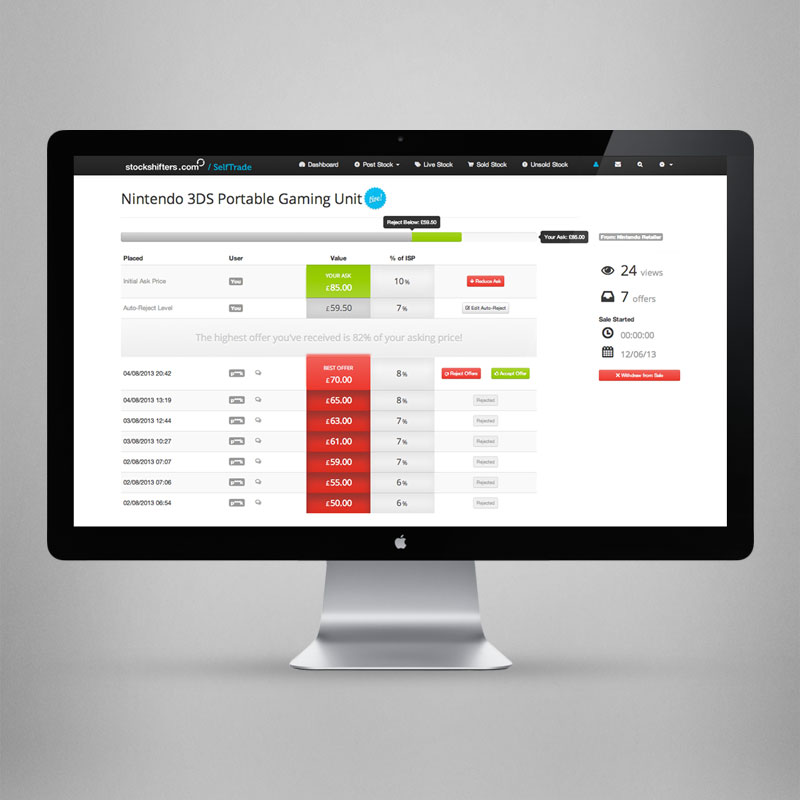 stockshifters.com / SelfTrade
Dashboard Post Stock Live Stock Sold Stock Unsold Stock
Nintendo 3DS Portable Gaming Unit live!
Reject Below: £59.50
Your Ask: £85.00
From: Nintendo Retailer
Placed User Value % of ISP
Initial Ask Price You YOUR ASK £85.00 10% Reduce Ask
Auto-Reject Level You £59.50 7% Edit Auto-Reject
The highest offer you've received is 82% of your asking price!
04/08/2013 20:42 BEST OFFER £70.00 8% Reject Offers Accept Offer
04/08/2013 13:19 £65.00 8% Rejected
03/08/2013 12:44 £63.00 7% Rejected
03/08/2013 10:27 £61.00 7% Rejected
02/08/2013 07:07 £59.00 7% Rejected
02/08/2013 07:06 £55.00 6% Rejected
02/08/2013 06:54 £50.00 6% Rejected
24 views
7 offers
Sale Started
00:00:00
12/06/13
Withdraw from Sale